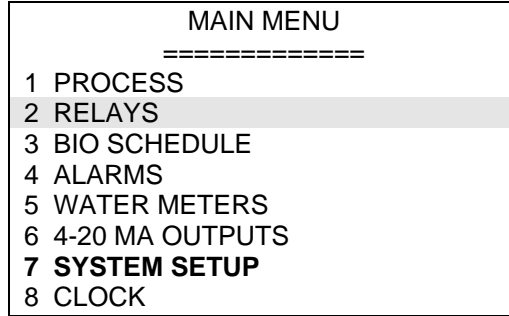 MAIN MENU
=============
1 PROCESS
2 RELAYS
3 BIO SCHEDULE
4 ALARMS
5 WATER METERS
6 4-20 MA OUTPUTS
7 SYSTEM SETUP
8 CLOCK